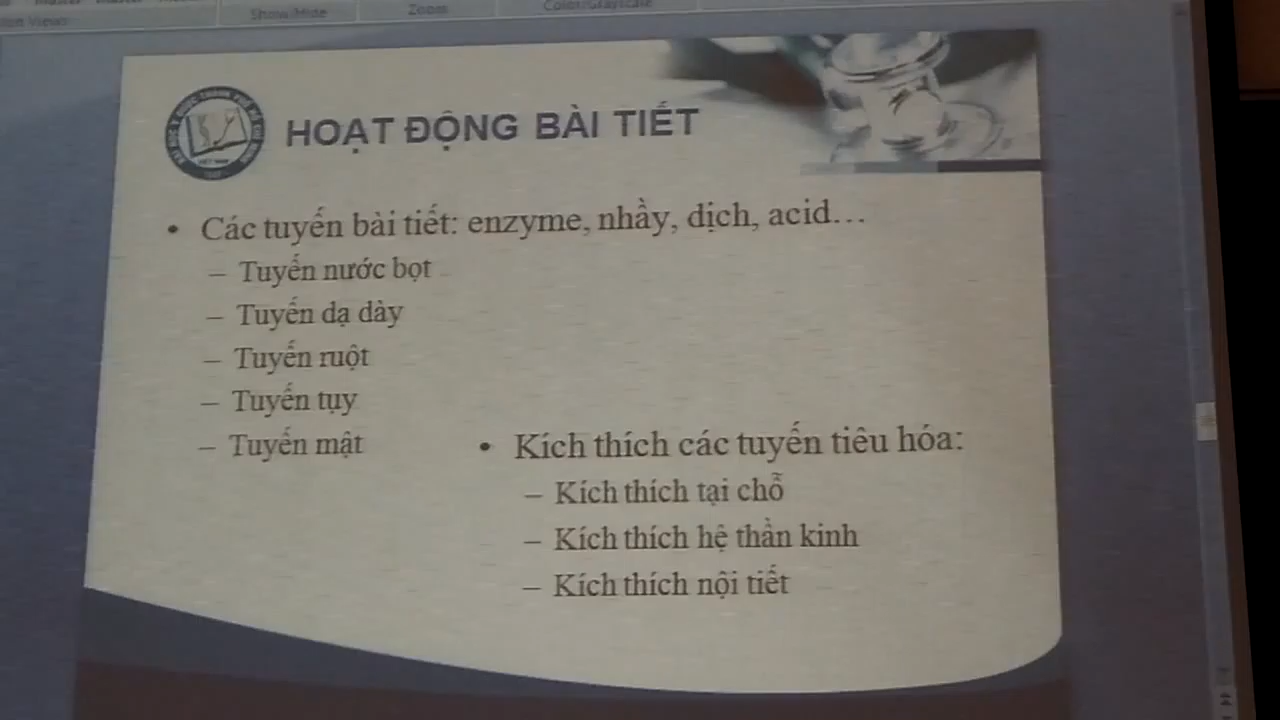 Show/Hide
Zoom
Color/Grayscale
HOẠT ĐỘNG BÀI TIẾT
• Các tuyến bài tiết: enzyme, nhầy, dịch, acid…
– Tuyến nước bọt
– Tuyến dạ dày
– Tuyến ruột
– Tuyến tụy
– Tuyến mật
• Kích thích các tuyến tiêu hóa:
– Kích thích tại chỗ
– Kích thích hệ thần kinh
– Kích thích nội tiết